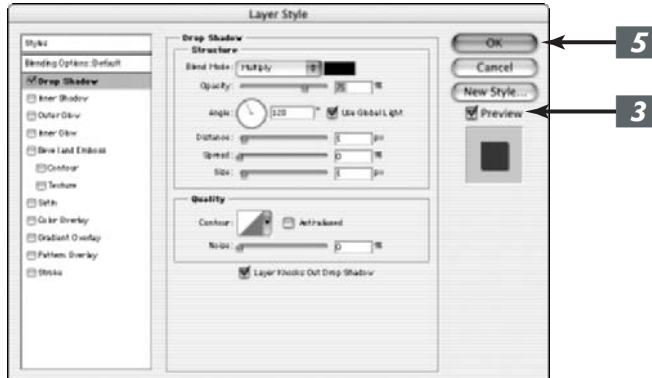 Layer Style
Styles
Blending Options: Default
Drop Shadow
Inner Shadow
Outer Glow
Inner Glow
Bevel and Emboss
Contour
Texture
Satin
Color Overlay
Gradient Overlay
Pattern Overlay
Stroke
Drop Shadow
Structure
Blend Mode: Multiply
Opacity: 75 %
Angle: 120 °
Use Global Light
Distance: px
Spread: 0 %
Size: px
Quality
Contour:
Anti-aliased
Noise: 0 %
Layer Knocks Out Drop Shadow
OK
Cancel
New Style...
Preview
5
3